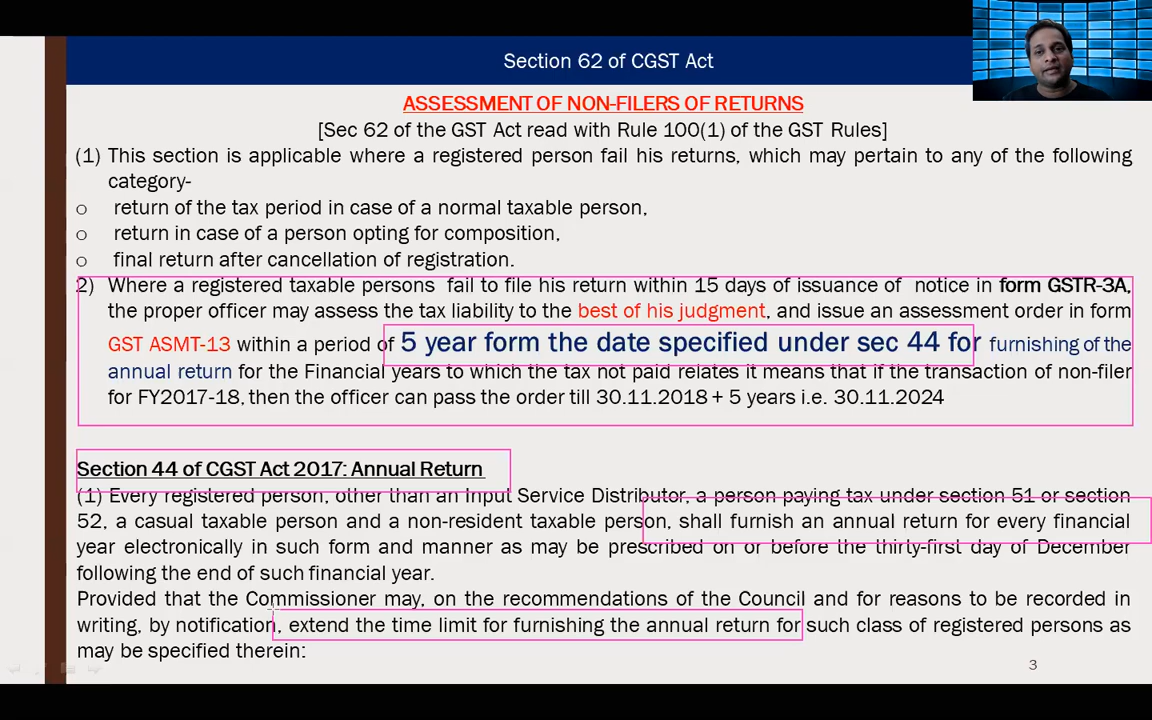 Section 62 of CGST Act
ASSESSMENT OF NON-FILERS OF RETURNS
[Sec 62 of the GST Act read with Rule 100(1) of the GST Rules]
(1) This section is applicable where a registered person fail his returns, which may pertain to any of the following
category-
o return of the tax period in case of a normal taxable person,
o return in case of a person opting for composition,
o final return after cancellation of registration.
2) Where a registered taxable persons fail to file his return within 15 days of issuance of notice in form GSTR-3A,
the proper officer may assess the tax liability to the best of his judgment, and issue an assessment order in form
GST ASMT-13 within a period of 5 year form the date specified under sec 44 for furnishing of the
annual return for the Financial years to which the tax not paid relates it means that if the transaction of non-filer
for FY2017-18, then the officer can pass the order till 30.11.2018 + 5 years i.e. 30.11.2024
Section 44 of CGST Act 2017: Annual Return
(1) Every registered person, other than an Input Service Distributor, a person paying tax under section 51 or section
52, a casual taxable person and a non-resident taxable person, shall furnish an annual return for every financial
year electronically in such form and manner as may be prescribed on or before the thirty-first day of December
following the end of such financial year.
Provided that the Commissioner may, on the recommendations of the Council and for reasons to be recorded in
writing, by notification, extend the time limit for furnishing the annual return for such class of registered persons as
may be specified therein:
3